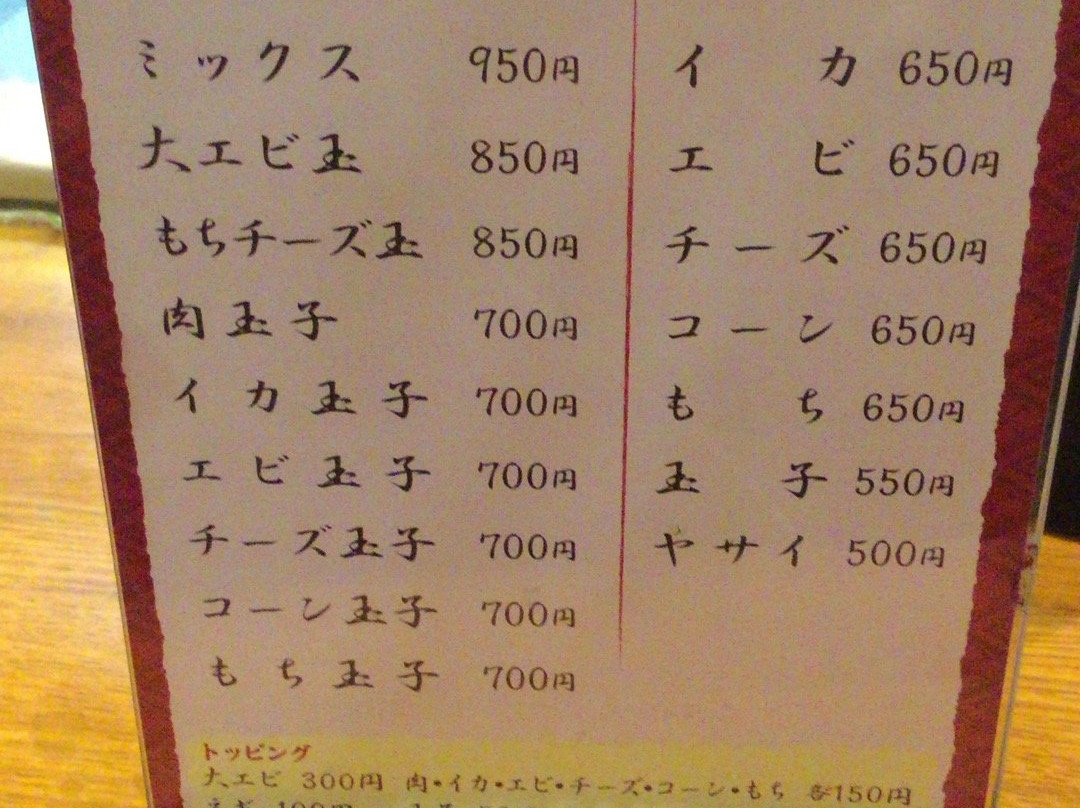 ミックス 950円
大エビ玉 850円
もちチーズ玉 850円
肉玉子 700円
イカ玉子 700円
エビ玉子 700円
チーズ玉子 700円
コーン玉子 700円
もち玉子 700円
イカ 650円
エビ 650円
チーズ 650円
コーン 650円
もち 650円
玉子 550円
ヤサイ 500円
トッピング
大エビ 300円 肉・イカ・エビ・チーズ・コーン・もち 各150円